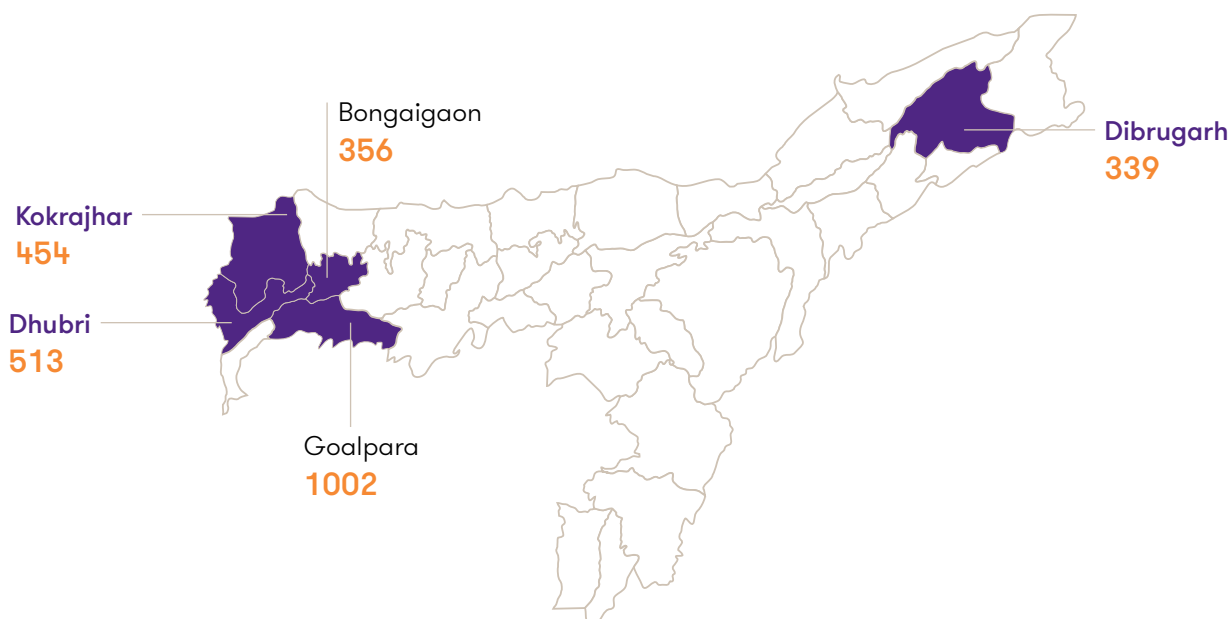 Bongaigaon
356
Dibrugarh
339
Kokrajhar
454
Dhubri
513
Goalpara
1002